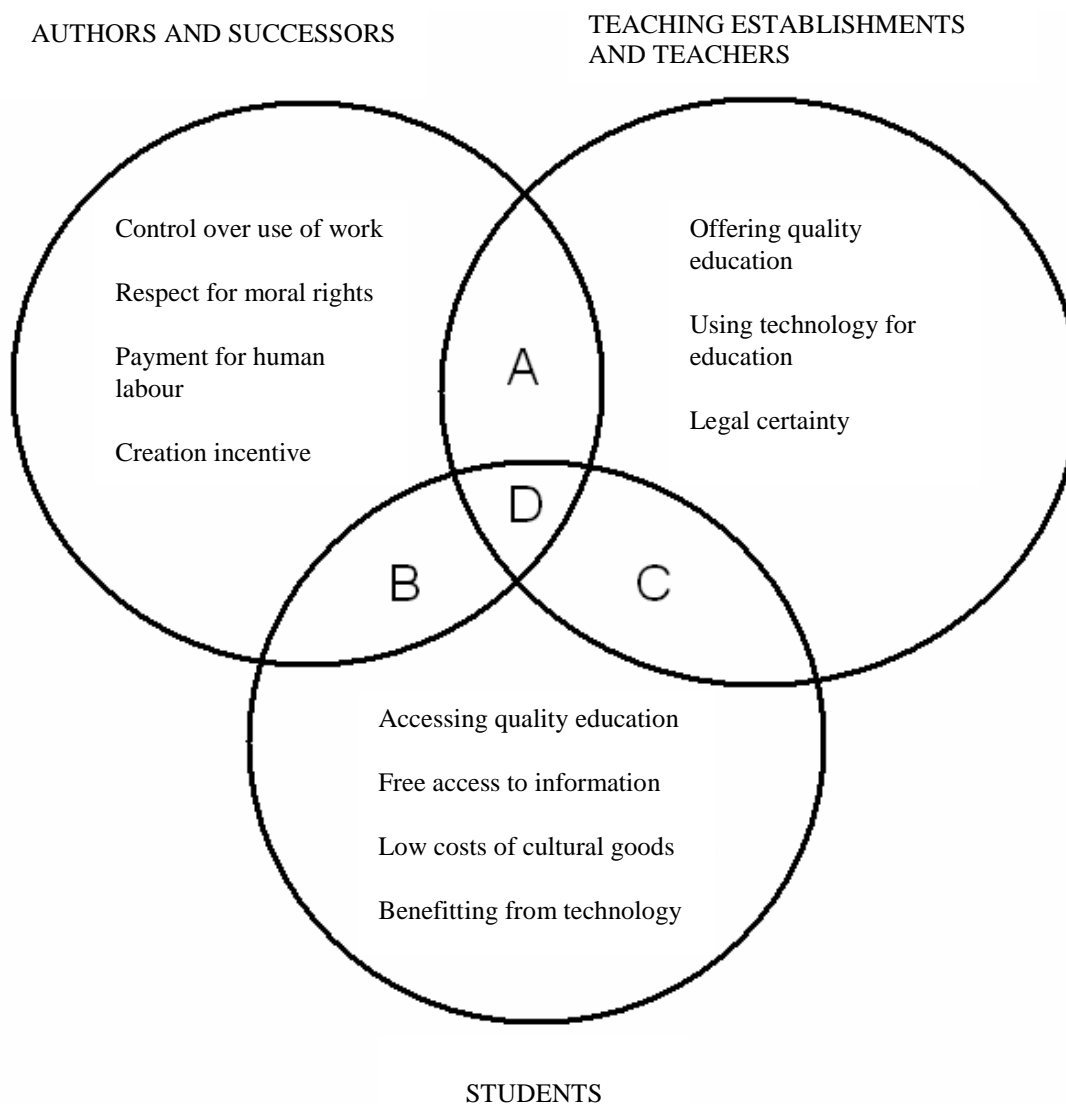 AUTHORS AND SUCCESSORS
TEACHING ESTABLISHMENTS
AND TEACHERS
Control over use of work
Respect for moral rights
Payment for human
labour
Creation incentive
Offering quality
education
Using technology for
education
Legal certainty
A
D
B
C
Accessing quality education
Free access to information
Low costs of cultural goods
Benefitting from technology
STUDENTS